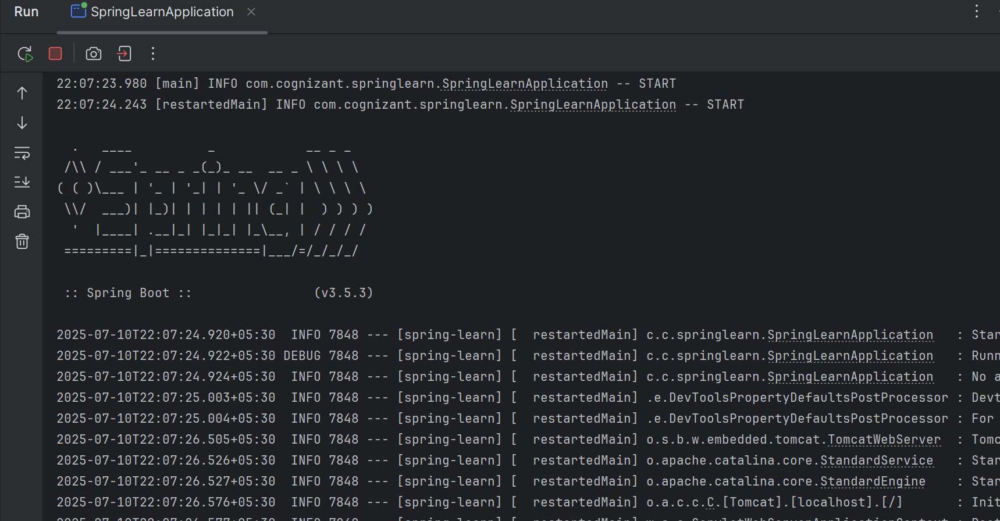 Run SpringLearnApplication
22:07:23.980 [main] INFO com.cognizant.springlearn.SpringLearnApplication -- START
22:07:24.243 [restartedMain] INFO com.cognizant.springlearn.SpringLearnApplication -- START
  .   ____          _            __ _ _
 /\\ / ___'_ __ _ _(_)_ __  __ _ \ \ \ \
( ( )\___ | '_ | '_| | '_ \/ _` | \ \ \ \
 \\/  ___)| |_)| | | | | || (_| |  ) ) ) )
  '  |____| .__|_| |_|_| |_\__, | / / / /
 =========|_|==============|___/=/_/_/_/
 :: Spring Boot ::                (v3.5.3)
2025-07-10T22:07:24.920+05:30  INFO 7848 --- [spring-learn] [  restartedMain] c.c.springlearn.SpringLearnApplication   : Star
2025-07-10T22:07:24.922+05:30 DEBUG 7848 --- [spring-learn] [  restartedMain] c.c.springlearn.SpringLearnApplication   : Runn
2025-07-10T22:07:24.924+05:30  INFO 7848 --- [spring-learn] [  restartedMain] c.c.springlearn.SpringLearnApplication   : No a
2025-07-10T22:07:25.003+05:30  INFO 7848 --- [spring-learn] [  restartedMain] .e.DevToolsPropertyDefaultsPostProcessor : Devt
2025-07-10T22:07:25.004+05:30  INFO 7848 --- [spring-learn] [  restartedMain] .e.DevToolsPropertyDefaultsPostProcessor : For
2025-07-10T22:07:26.505+05:30  INFO 7848 --- [spring-learn] [  restartedMain] o.s.b.w.embedded.tomcat.TomcatWebServer  : Tomc
2025-07-10T22:07:26.526+05:30  INFO 7848 --- [spring-learn] [  restartedMain] o.apache.catalina.core.StandardService   : Star
2025-07-10T22:07:26.527+05:30  INFO 7848 --- [spring-learn] [  restartedMain] o.apache.catalina.core.StandardEngine    : Star
2025-07-10T22:07:26.576+05:30  INFO 7848 --- [spring-learn] [  restartedMain] o.a.c.c.C.[Tomcat].[localhost].[/]       : Init